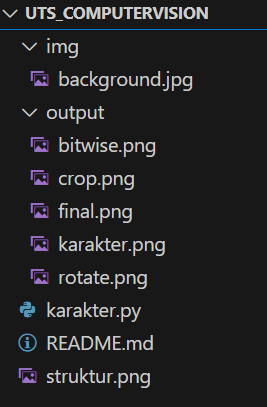 UTS_COMPUTERVISION
img
background.jpg
output
bitwise.png
crop.png
final.png
karakter.png
rotate.png
karakter.py
README.md
struktur.png